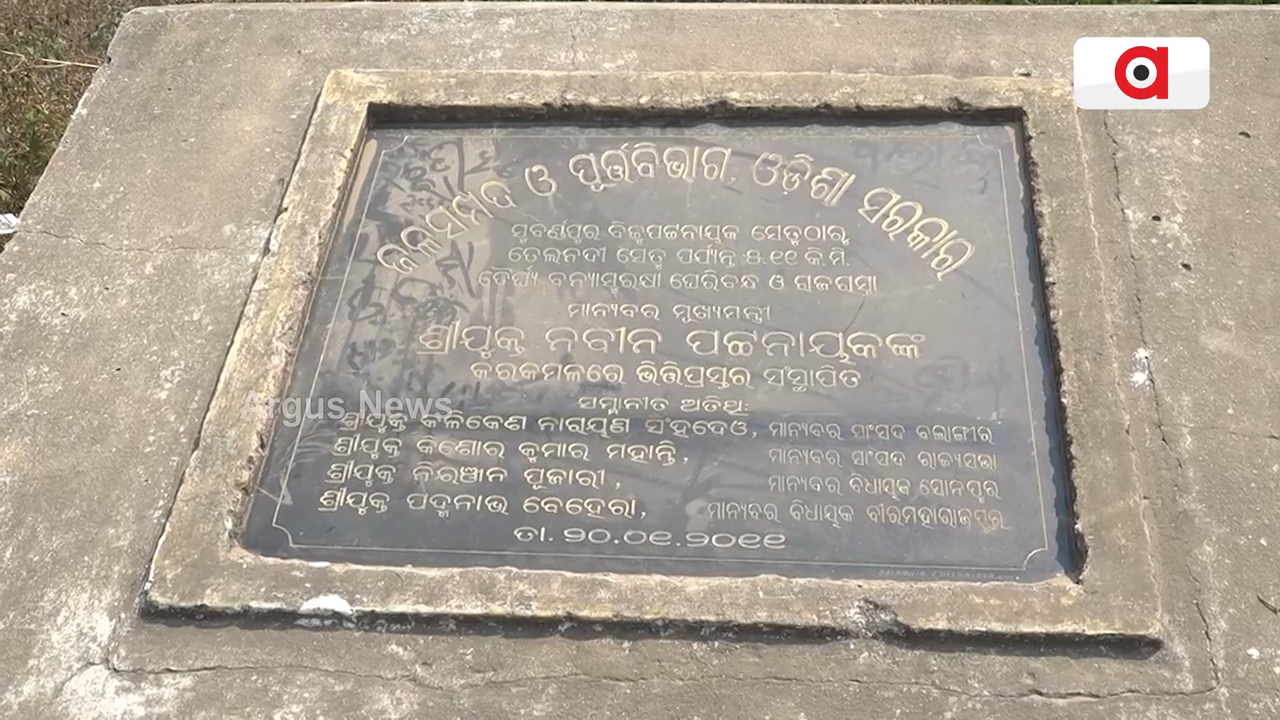 ଜଳସମ୍ପଦ ଓ ପୂର୍ତ୍ତବିଭାଗ, ଓଡ଼ିଶା ସରକାର
ସୁବର୍ଣ୍ଣପୁର ବିଜୁପଟ୍ଟନାୟକ ସେତୁଠାରୁ
ତେଲନଦୀ ସେତୁ ପର୍ଯ୍ୟନ୍ତ ୫.୧୧ କି.ମି.
ଦୈର୍ଘ୍ୟ ବନ୍ୟାସୁରକ୍ଷା ଘେରିବନ୍ଧ ଓ ରାଜରାସ୍ତା
ମାନ୍ୟବର ମୁଖ୍ୟମନ୍ତ୍ରୀ
ଶ୍ରୀଯୁକ୍ତ ନବୀନ ପଟ୍ଟନାୟକଙ୍କ
କରକମଳରେ ଭିତ୍ତିପ୍ରସ୍ତର ସଂସ୍ଥାପିତ
ସମ୍ମାନୀତ ଅତିଥି:
ଶ୍ରୀଯୁକ୍ତ କଳିକେଶ ନାରାୟଣ ସିଂହଦେଓ, ମାନ୍ୟବର ସାଂସଦ ବଲାଙ୍ଗୀର
ଶ୍ରୀଯୁକ୍ତ କିଶୋର କୁମାର ମହାନ୍ତି, ମାନ୍ୟବର ସାଂସଦ ରାଜ୍ୟସଭା
ଶ୍ରୀଯୁକ୍ତ ନିରଞ୍ଜନ ପୂଜାରୀ, ମାନ୍ୟବର ବିଧାୟକ ସୋନପୁର
ଶ୍ରୀଯୁକ୍ତ ପଦ୍ମନାଭ ବେହେରା, ମାନ୍ୟବର ବିଧାୟକ ବୀରମହାରାଜପୁର
ତା. ୨୦.୦୧.୨୦୧୧
Argus News